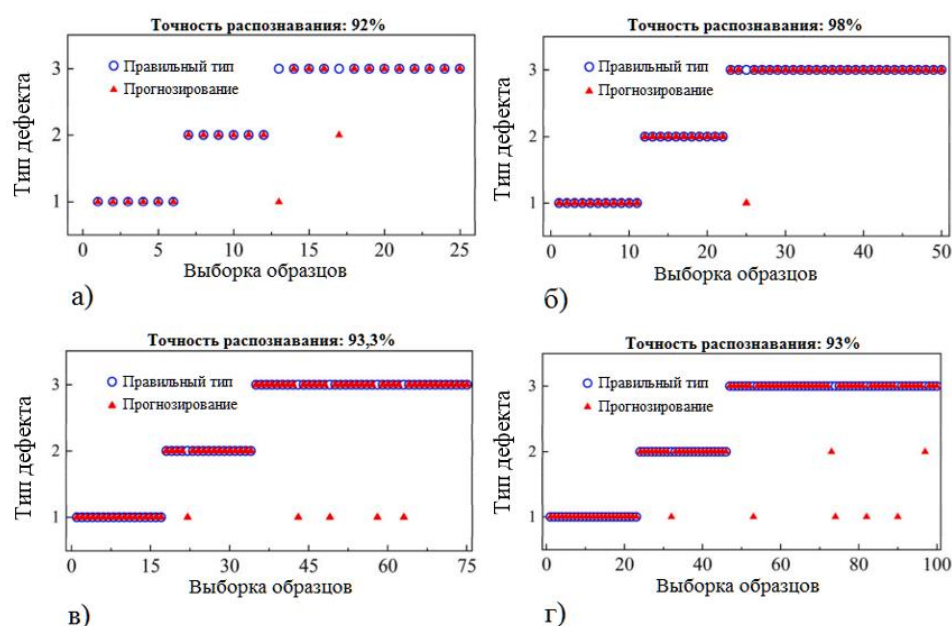 Точность распознавания: 92%
3
2
1
Тип дефекта
Правильный тип
Прогнозирование
0 5 10 15 20 25
Выборка образцов
а)
Точность распознавания: 98%
3
2
1
Тип дефекта
Правильный тип
Прогнозирование
0 10 20 30 40 50
Выборка образцов
б)
Точность распознавания: 93,3%
3
2
1
Тип дефекта
Правильный тип
Прогнозирование
0 15 30 45 60 75
Выборка образцов
в)
Точность распознавания: 93%
3
2
1
Тип дефекта
Правильный тип
Прогнозирование
0 20 40 60 80 100
Выборка образцов
г)